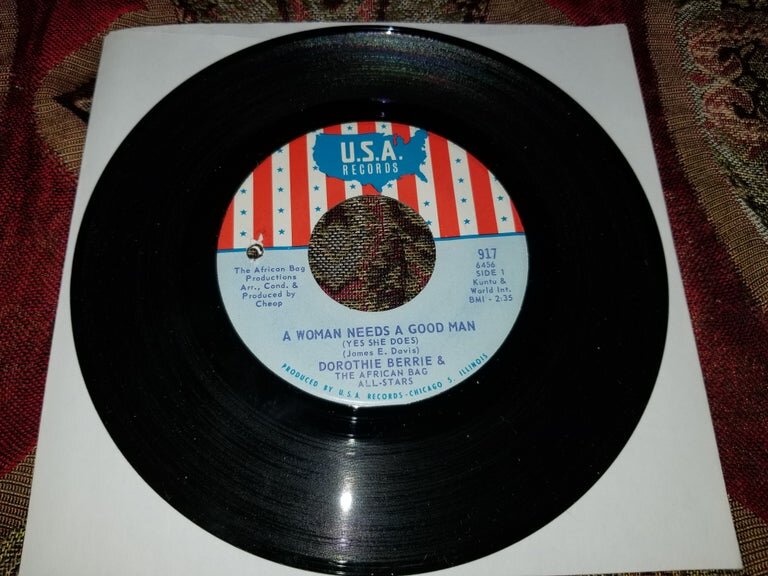 U.S.A.
RECORDS
The African Bag
Productions
Arr., Cond. &
Produced by
Cheop
917
6456
SIDE 1
Kuntu &
World Int.
BMI - 2:35
A WOMAN NEEDS A GOOD MAN
(YES SHE DOES)
(James E. Davis)
DOROTHIE BERRIE &
THE AFRICAN BAG
ALL-STARS
PRODUCED BY U.S.A. RECORDS - CHICAGO 5, ILLINOIS